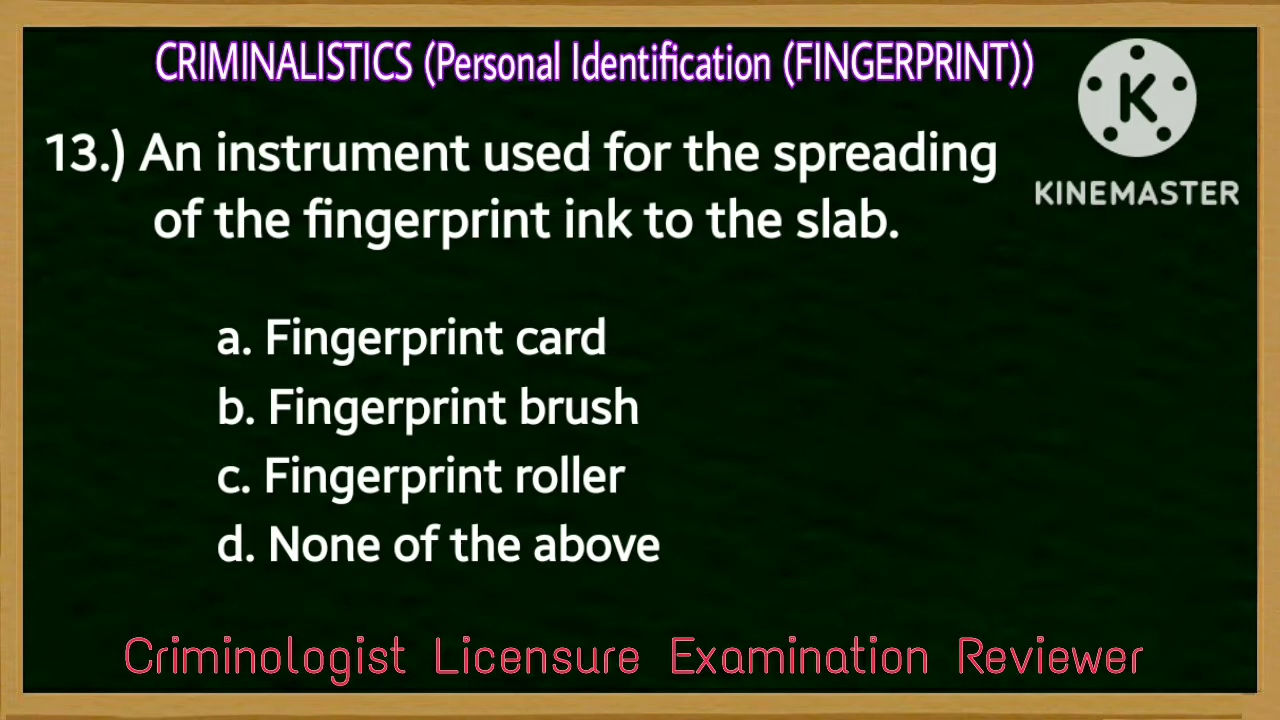 CRIMINALISTICS (Personal Identification (FINGERPRINT))
K
KINEMASTER
13.) An instrument used for the spreading
of the fingerprint ink to the slab.
a. Fingerprint card
b. Fingerprint brush
c. Fingerprint roller
d. None of the above
Criminologist Licensure Examination Reviewer